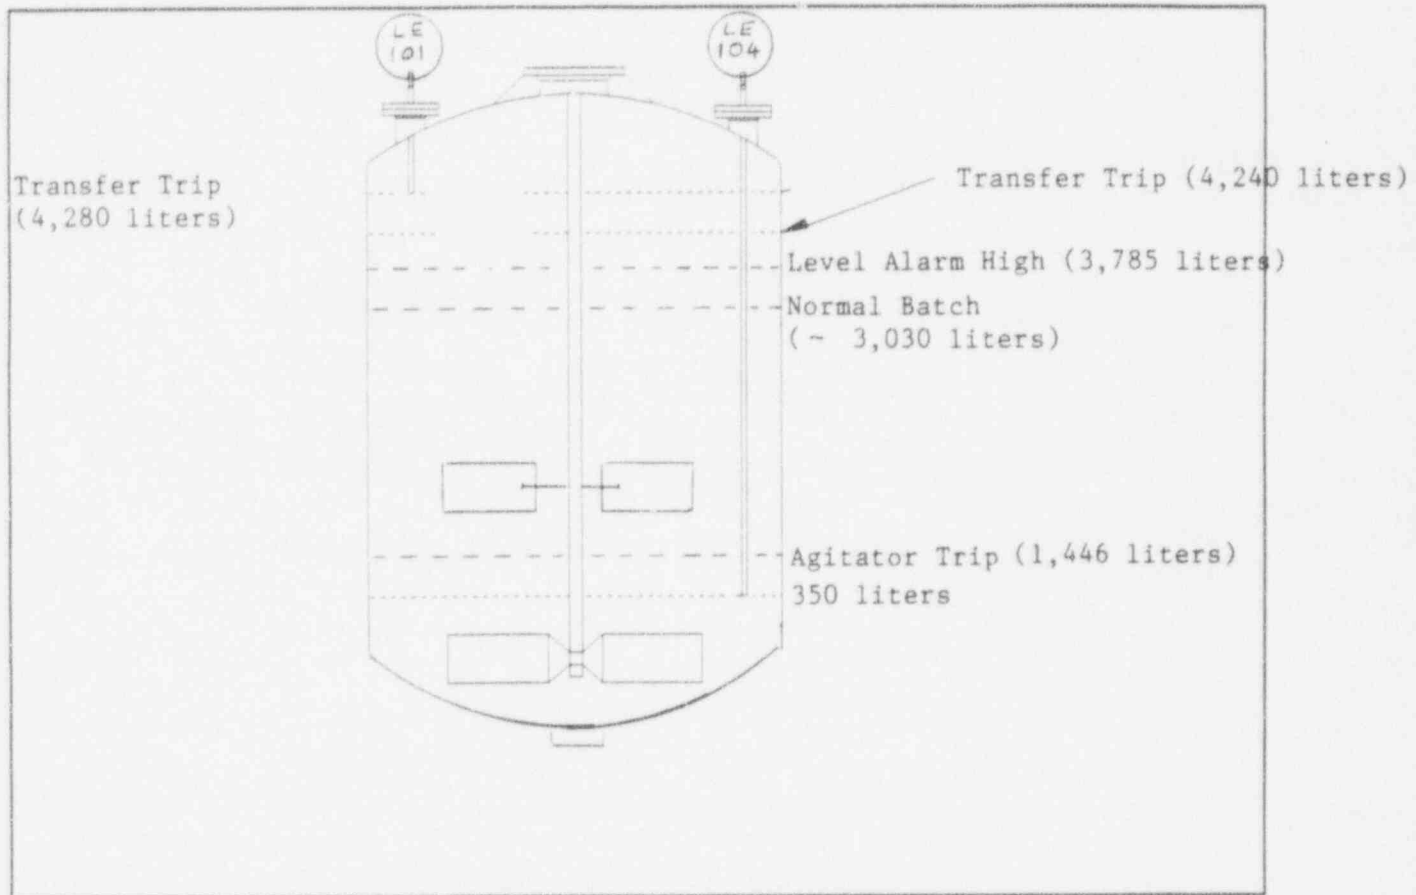 LE
101
LE
104
Transfer Trip
(4,280 liters)
Transfer Trip (4,240 liters)
Level Alarm High (3,785 liters)
Normal Batch
(~ 3,030 liters)
Agitator Trip (1,446 liters)
350 liters